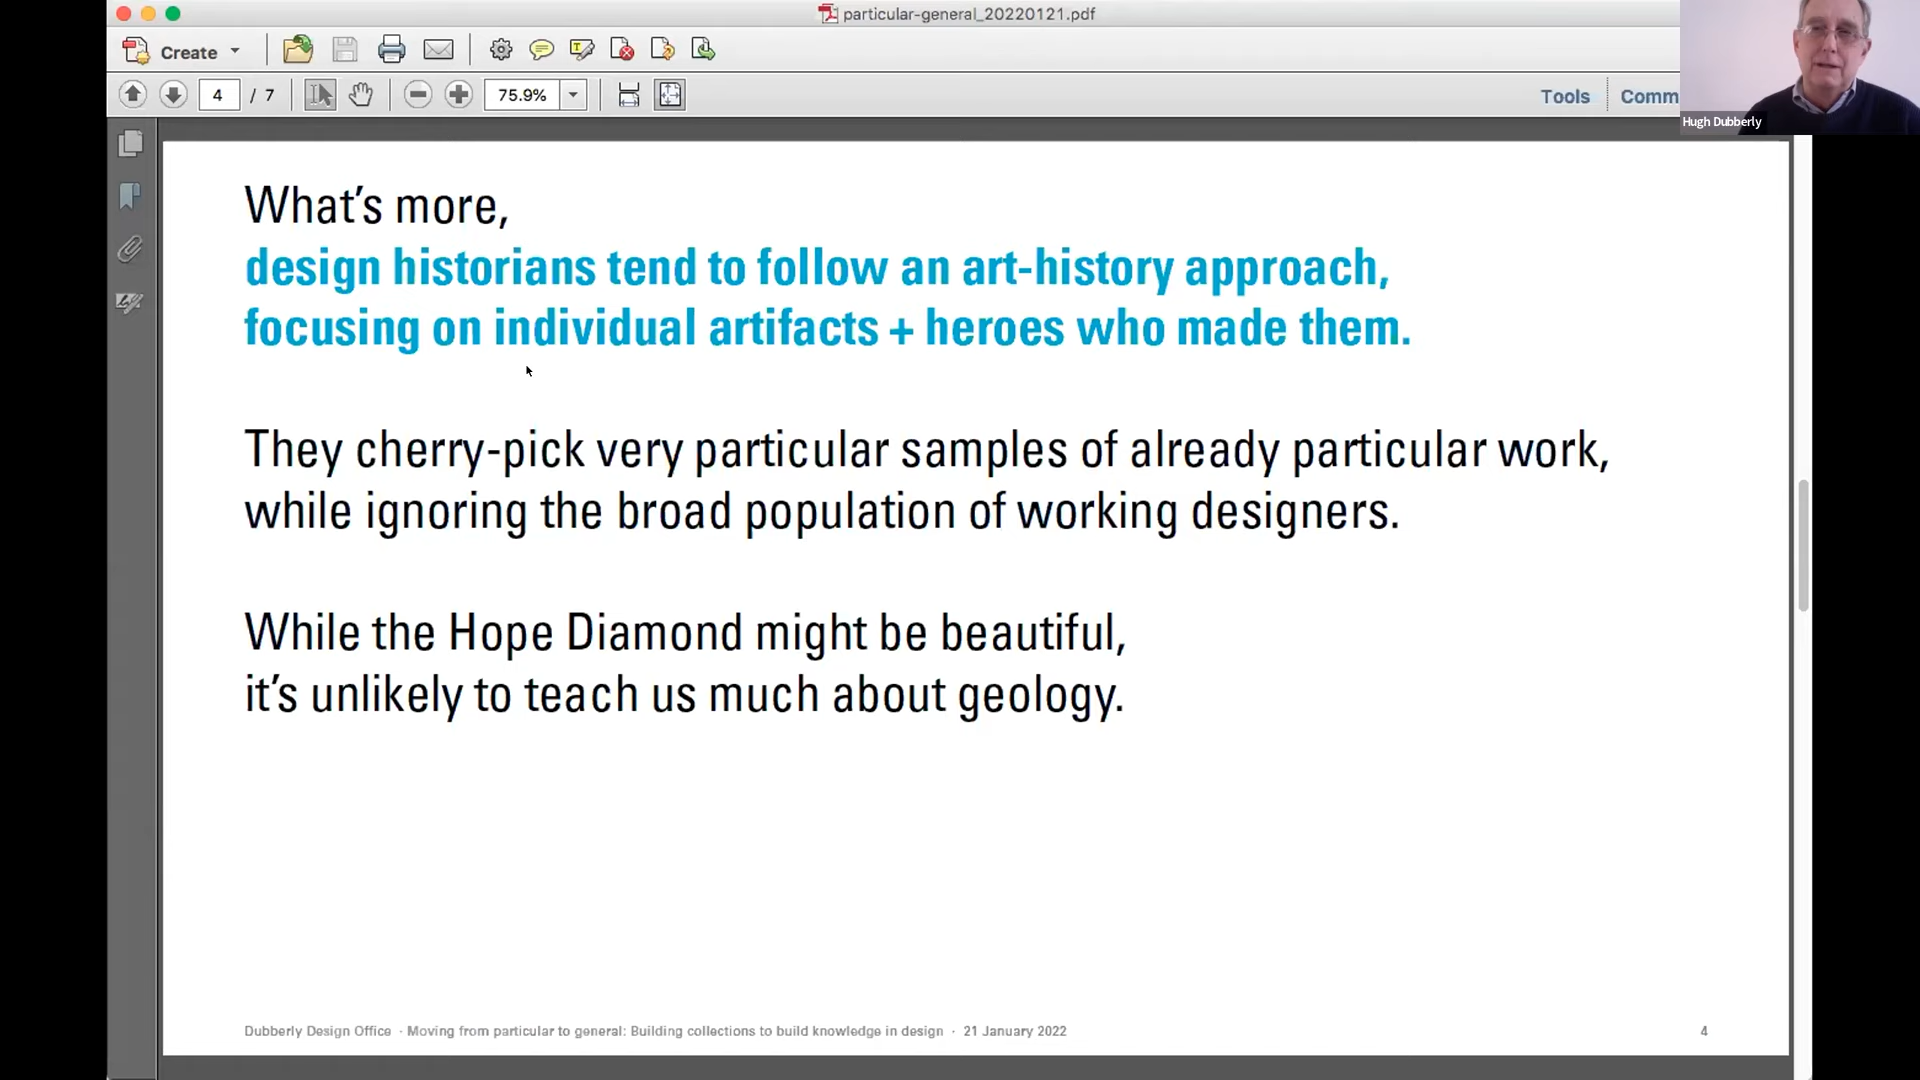 particular-general_20220121.pdf
Create
4 / 7
75.9%
Tools
Comm
Hugh Dubberly
What's more,
design historians tend to follow an art-history approach,
focusing on individual artifacts + heroes who made them.
They cherry-pick very particular samples of already particular work,
while ignoring the broad population of working designers.
While the Hope Diamond might be beautiful,
it's unlikely to teach us much about geology.
Dubberly Design Office · Moving from particular to general: Building collections to build knowledge in design · 21 January 2022
4